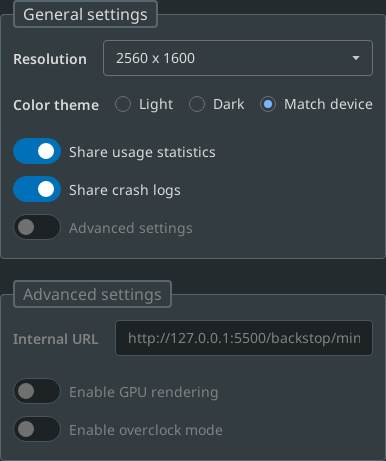 General settings
Resolution 2560 x 1600
Color theme Light Dark Match device
Share usage statistics
Share crash logs
Advanced settings
Advanced settings
Internal URL http://127.0.0.1:5500/backstop/min
Enable GPU rendering
Enable overclock mode